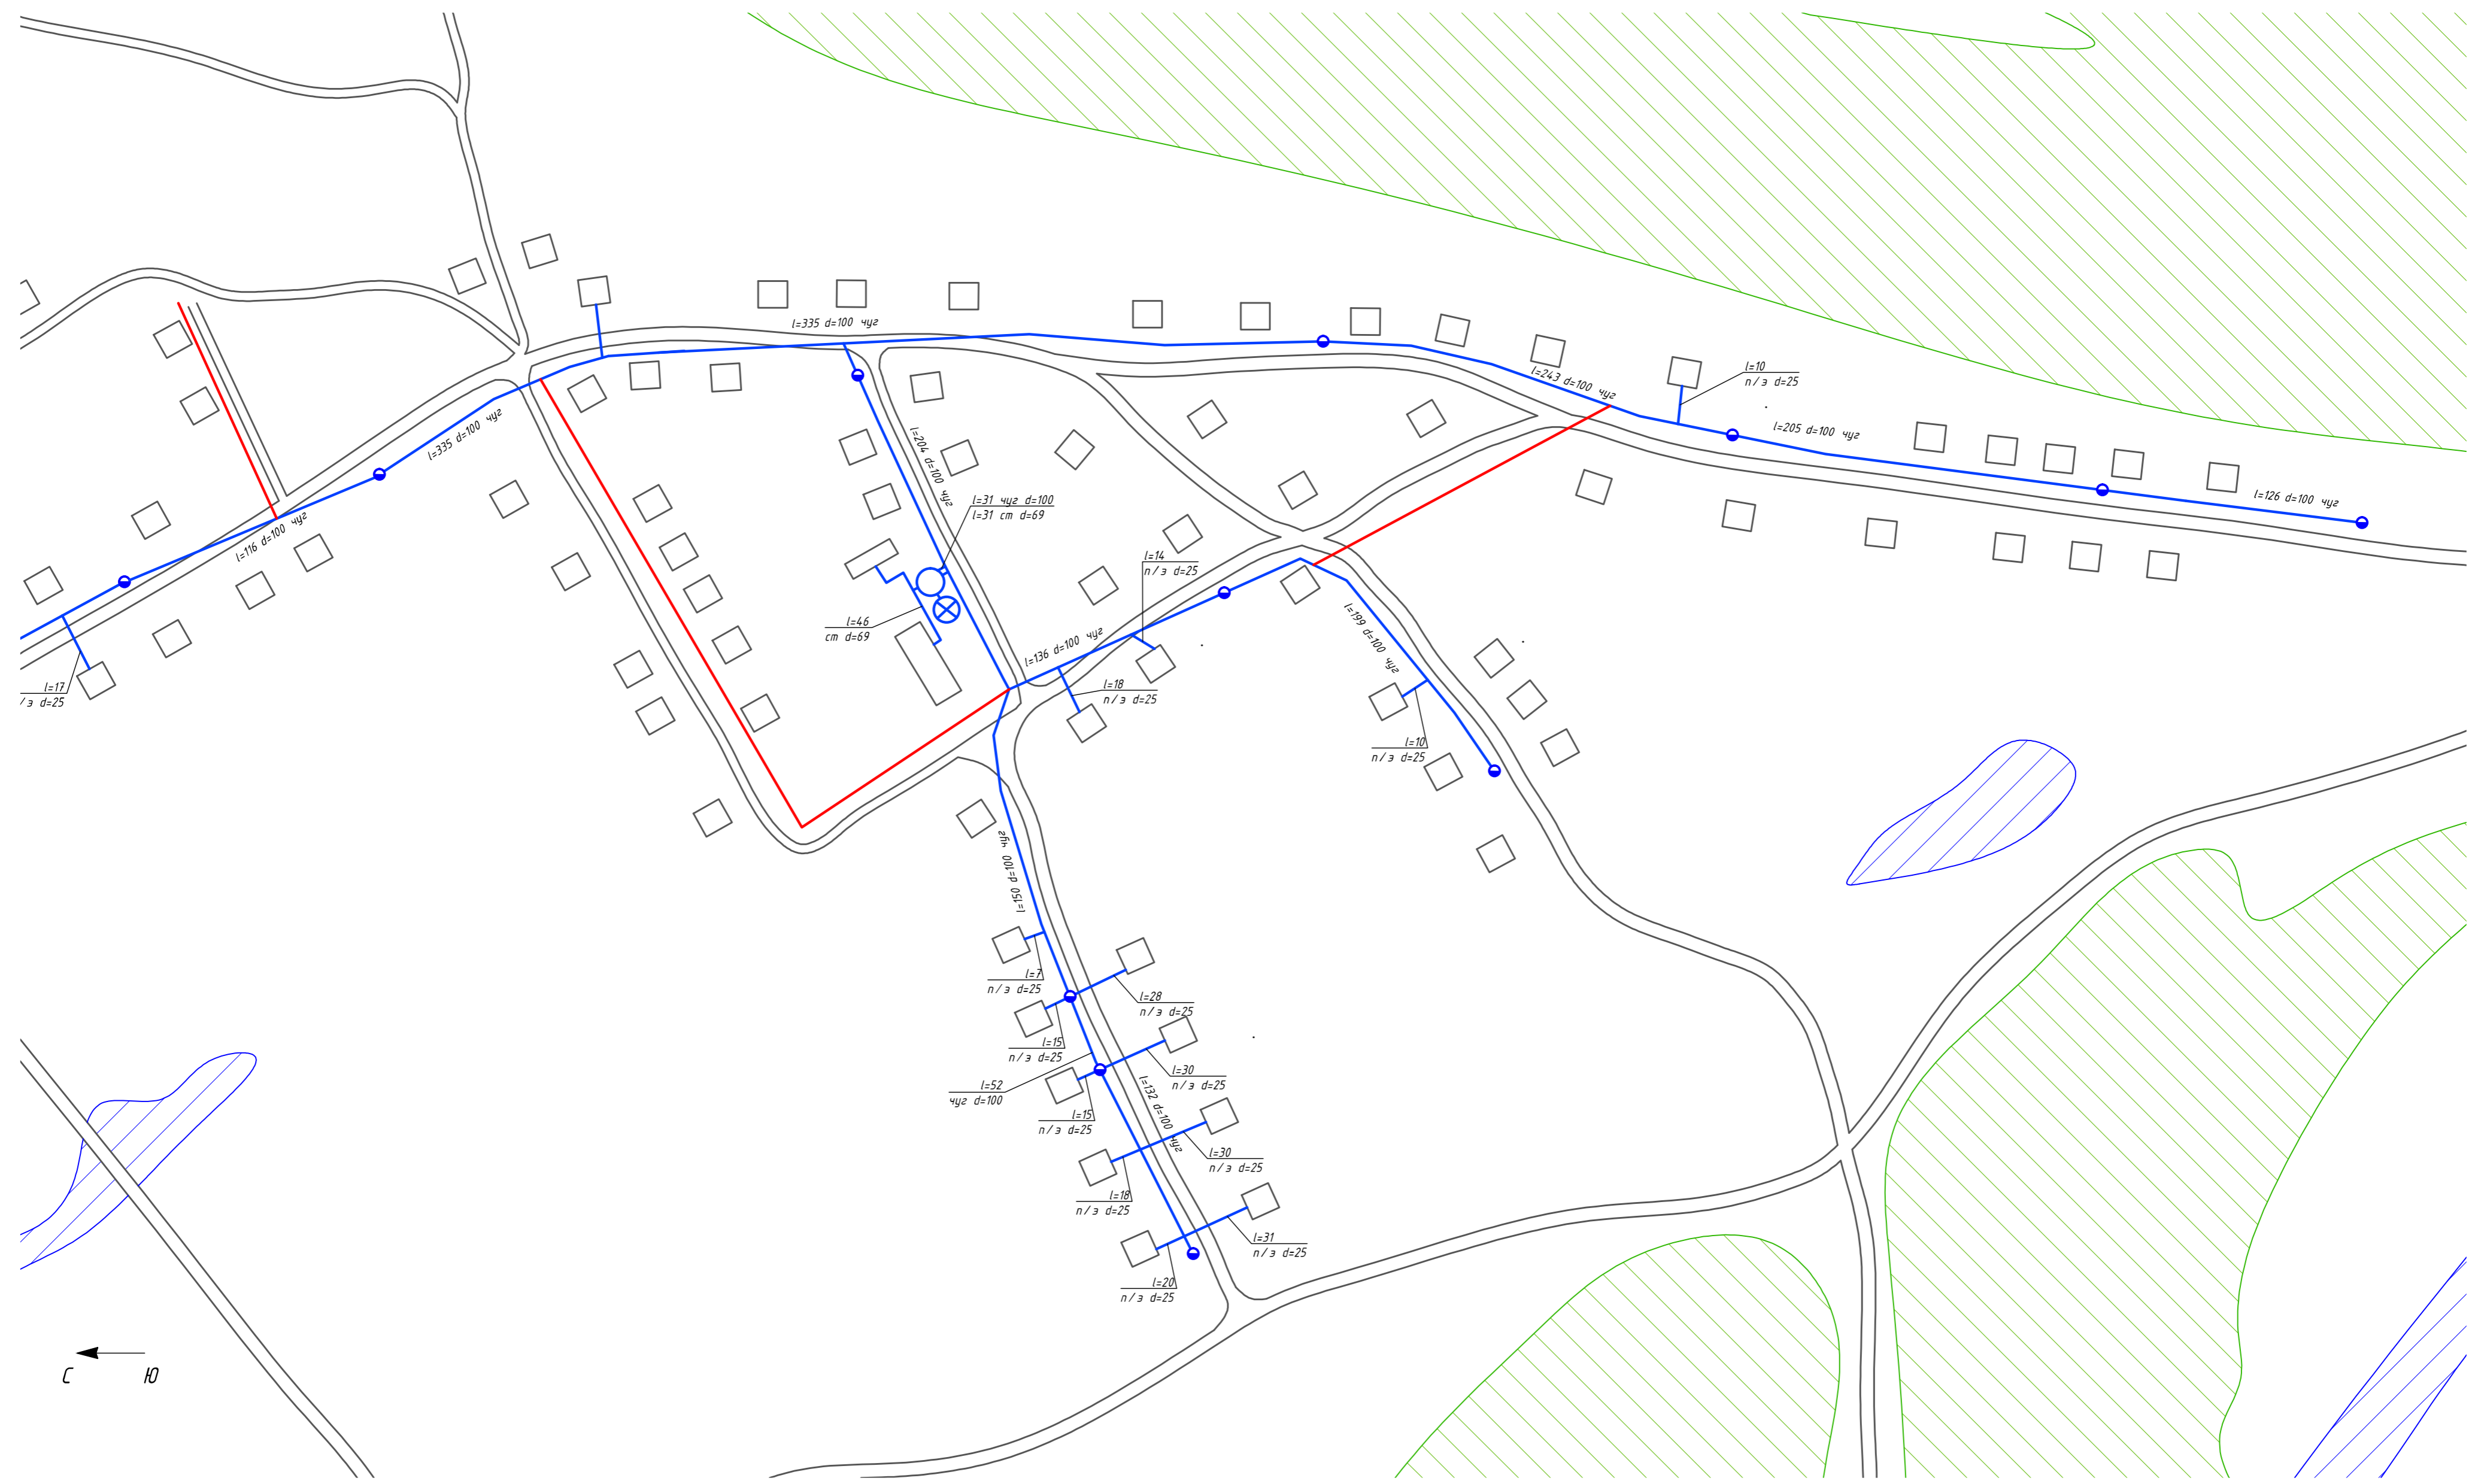 l=335 d=100 чуг
l=10
п/э d=25
l=243 d=100 чуг
l=335 d=100 чуг
l=205 d=100 чуг
l=204 d=100 чуг
l=31 чуг d=100
l=31 ст d=69
l=126 d=100 чуг
l=116 d=100 чуг
l=14
п/э d=25
l=46
ст d=69
l=136 d=100 чуг
l=199 d=100 чуг
l=17
/э d=25
l=18
п/э d=25
l=10
п/э d=25
l=150 d=100 чуг
l=7
п/э d=25
l=28
п/э d=25
l=15
п/э d=25
l=30
п/э d=25
l=52
чуг d=100
l=132 d=100 чуг
l=15
п/э d=25
l=30
п/э d=25
l=18
п/э d=25
l=31
п/э d=25
l=20
п/э d=25
С Ю